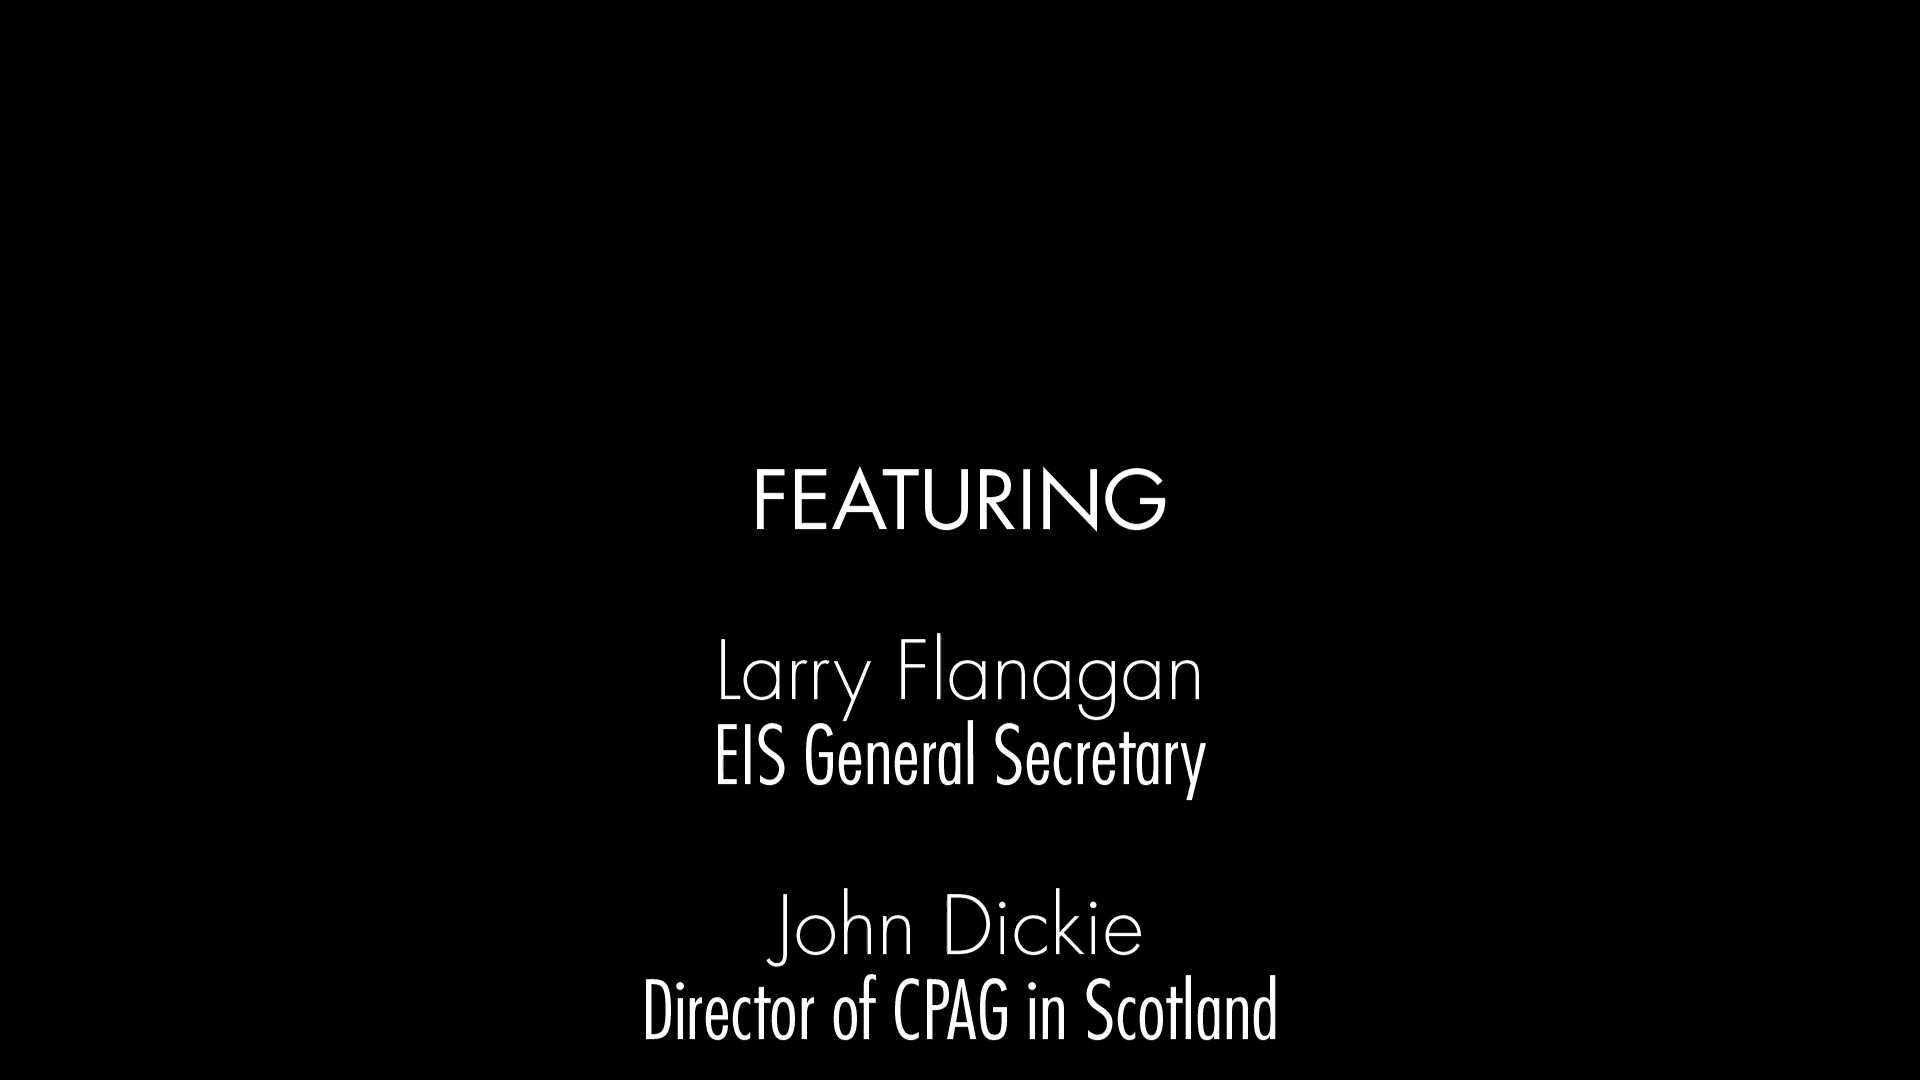 FEATURING
Larry Flanagan
EIS General Secretary
John Dickie
Director of CPAG in Scotland